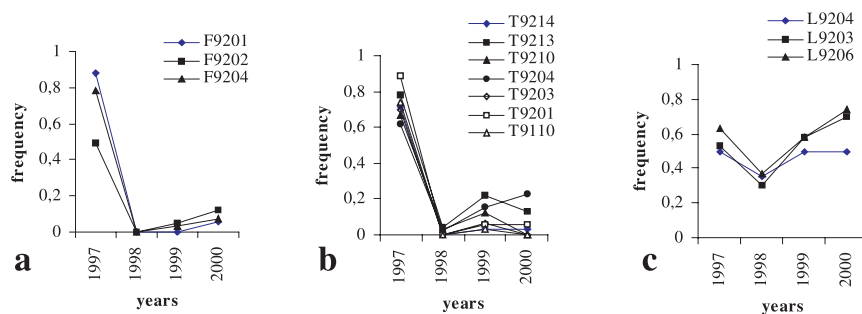 F9201
F9202
F9204
1
0,8
0,6
0,4
0,2
0
frequency
1997
1998
1999
2000
years
a
T9214
T9213
T9210
T9204
T9203
T9201
T9110
1
0,8
0,6
0,4
0,2
0
frequency
1997
1998
1999
2000
years
b
L9204
L9203
L9206
1
0,8
0,6
0,4
0,2
0
frequency
1997
1998
1999
2000
years
c